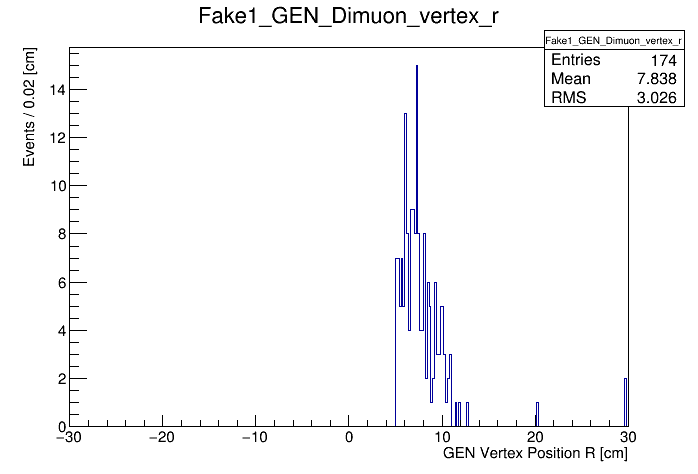 Fake1_GEN_Dimuon_vertex_r
Fake1_GEN_Dimuon_vertex_r
Entries 174
Mean 7.838
RMS 3.026
Events / 0.02 [cm]
14
12
10
8
6
4
2
0
−30 −20 −10 0 10 20 30
GEN Vertex Position R [cm]